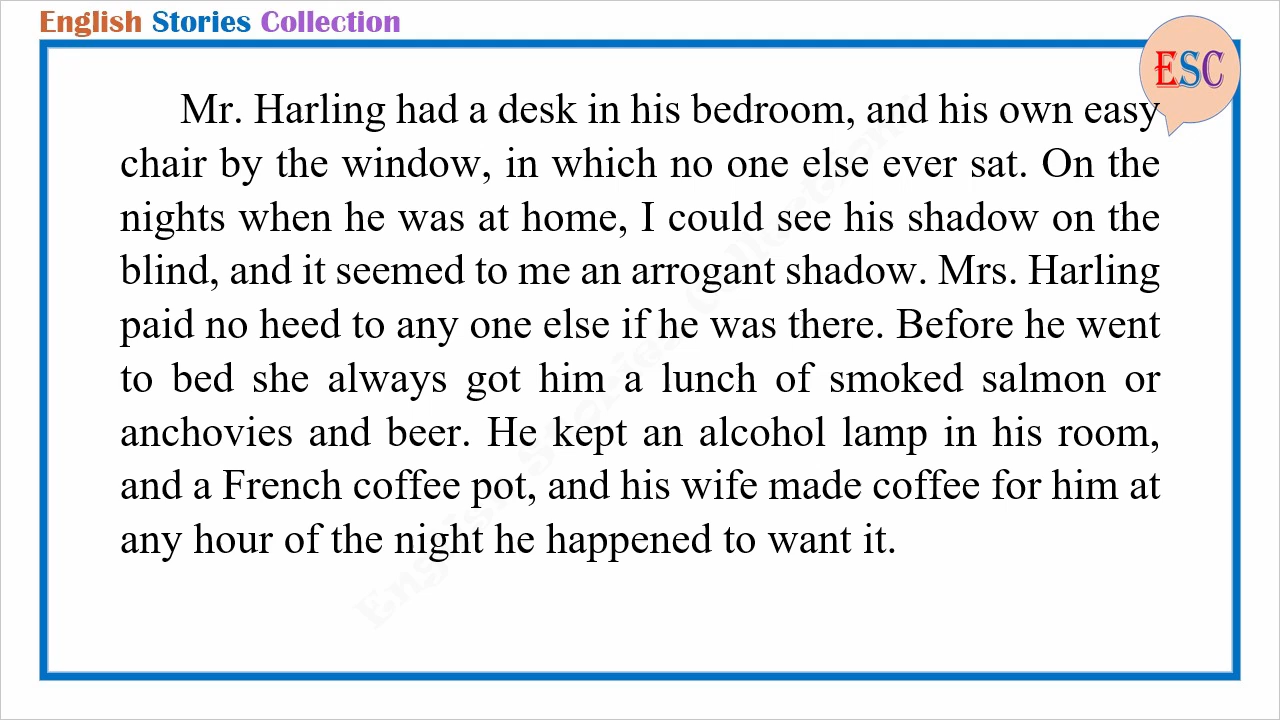 English Stories Collection
ESC
Mr. Harling had a desk in his bedroom, and his own easy
chair by the window, in which no one else ever sat. On the
nights when he was at home, I could see his shadow on the
blind, and it seemed to me an arrogant shadow. Mrs. Harling
paid no heed to any one else if he was there. Before he went
to bed she always got him a lunch of smoked salmon or
anchovies and beer. He kept an alcohol lamp in his room,
and a French coffee pot, and his wife made coffee for him at
any hour of the night he happened to want it.
English Stories Collection